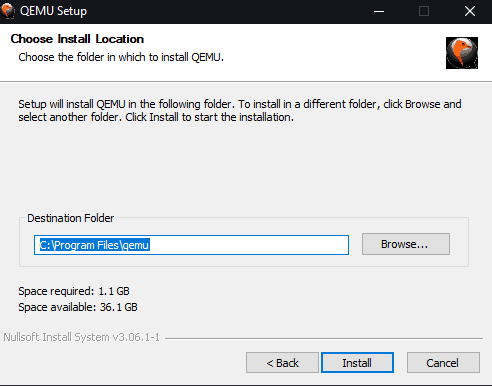 QEMU Setup
Choose Install Location
Choose the folder in which to install QEMU.
Setup will install QEMU in the following folder. To install in a different folder, click Browse and
select another folder. Click Install to start the installation.
Destination Folder
C:\Program Files\qemu
Browse...
Space required: 1.1 GB
Space available: 36.1 GB
Nullsoft Install System v3.06.1-1
< Back
Install
Cancel